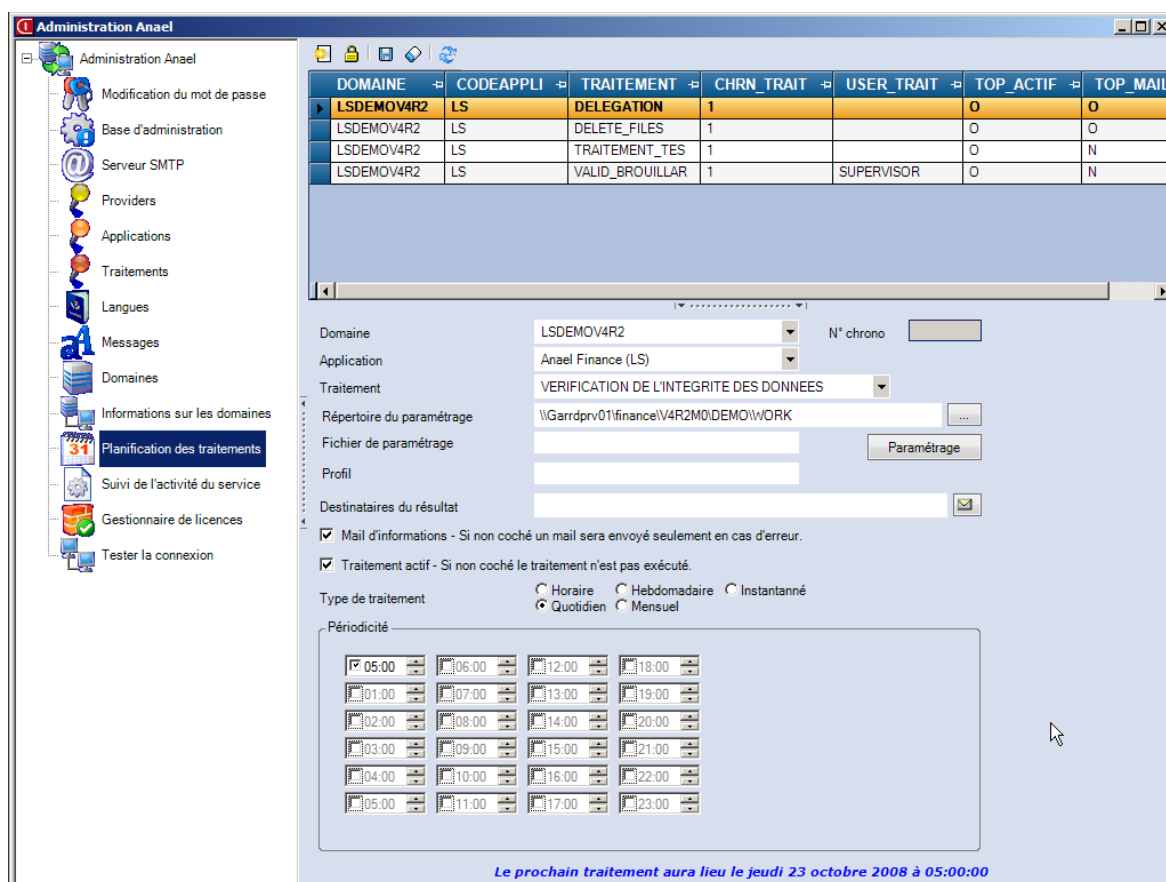 Administration Anael
Administration Anael
Modification du mot de passe
Base d'administration
Serveur SMTP
Providers
Applications
Traitements
Langues
Messages
Domaines
Informations sur les domaines
31 Planification des traitements
Suivi de l'activité du service
Gestionnaire de licences
Tester la connexion
DOMAINE CODEAPPLI TRAITEMENT CHRN_TRAIT USER_TRAIT TOP_ACTIF TOP_MAIL
LSDEMOV4R2 LS DELEGATION 1 O O
LSDEMOV4R2 LS DELETE_FILES 1 O O
LSDEMOV4R2 LS TRAITEMENT_TES 1 O N
LSDEMOV4R2 LS VALID_BROUILLAR 1 SUPERVISOR O N
Domaine LSDEMOV4R2 N° chrono
Application Anael Finance (LS)
Traitement VERIFICATION DE L'INTEGRITE DES DONNEES
Répertoire du paramétrage \\Garrdprv01\finance\V4R2M0\DEMO\WORK ...
Fichier de paramétrage Paramétrage
Profil
Destinataires du résultat
Mail d'informations - Si non coché un mail sera envoyé seulement en cas d'erreur.
Traitement actif - Si non coché le traitement n'est pas exécuté.
Type de traitement Horaire Hebdomadaire Instantanné
Quotidien Mensuel
Périodicité
05:00 06:00 12:00 18:00
01:00 07:00 13:00 19:00
02:00 08:00 14:00 20:00
03:00 09:00 15:00 21:00
04:00 10:00 16:00 22:00
05:00 11:00 17:00 23:00
Le prochain traitement aura lieu le jeudi 23 octobre 2008 à 05:00:00